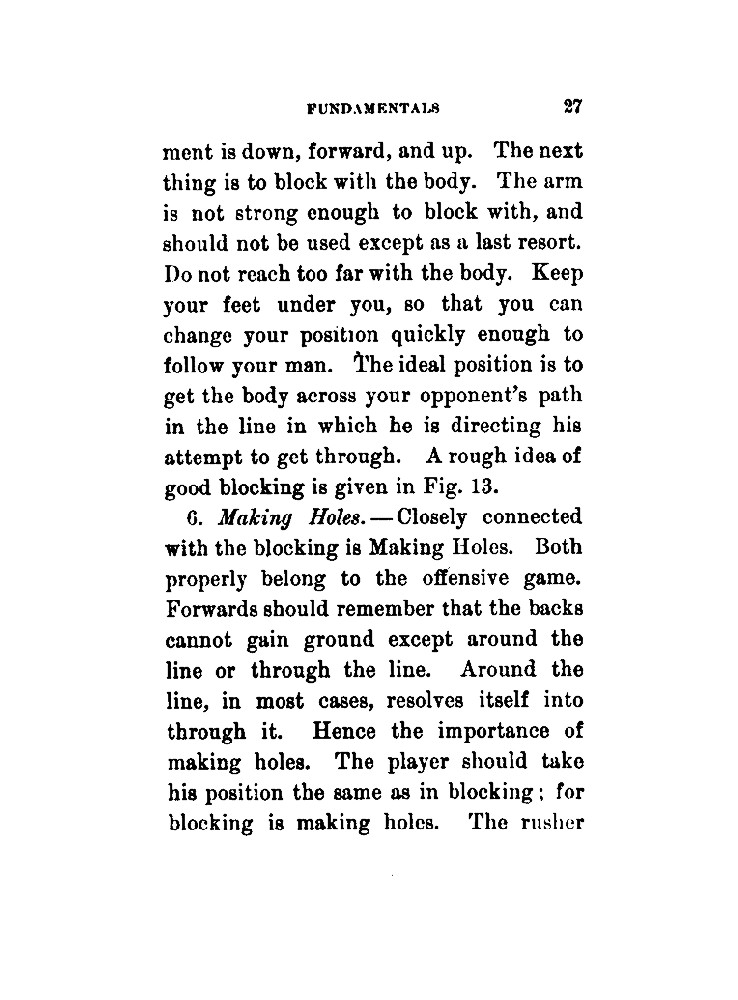 FUNDAMENTALS 27
ment is down, forward, and up. The next
thing is to block with the body. The arm
is not strong enough to block with, and
should not be used except as a last resort.
Do not reach too far with the body. Keep
your feet under you, so that you can
change your position quickly enough to
follow your man. The ideal position is to
get the body across your opponent's path
in the line in which he is directing his
attempt to get through. A rough idea of
good blocking is given in Fig. 13.
6. Making Holes.—Closely connected
with the blocking is Making Holes. Both
properly belong to the offensive game.
Forwards should remember that the backs
cannot gain ground except around the
line or through the line. Around the
line, in most cases, resolves itself into
through it. Hence the importance of
making holes. The player should take
his position the same as in blocking; for
blocking is making holes. The rusher